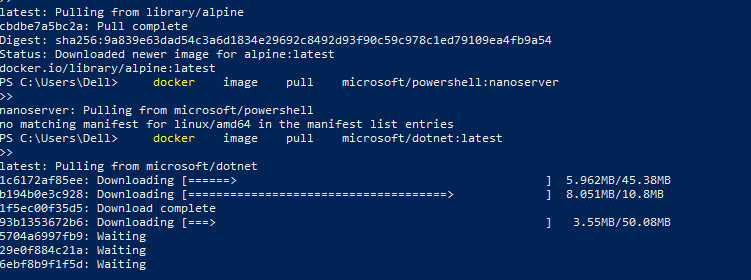 latest: Pulling from library/alpine
cbdbe7a5bc2a: Pull complete
Digest: sha256:9a839e63dad54c3a6d1834e29692c8492d93f90c59c978c1ed79109ea4fb9a54
Status: Downloaded newer image for alpine:latest
docker.io/library/alpine:latest
PS C:\Users\Dell>     docker    image    pull    microsoft/powershell:nanoserver
>>
nanoserver: Pulling from microsoft/powershell
no matching manifest for linux/amd64 in the manifest list entries
PS C:\Users\Dell>     docker    image    pull    microsoft/dotnet:latest
>>
latest: Pulling from microsoft/dotnet
1c6172af85ee: Downloading [======>                                            ]  5.962MB/45.38MB
b194b0e3c928: Downloading [=====================================>             ]  8.051MB/10.8MB
1f5ec00f35d5: Download complete
93b1353672b6: Downloading [===>                                               ]   3.55MB/50.08MB
5704a6997fb9: Waiting
29e0f884c21a: Waiting
6ebf8b9f1f5d: Waiting